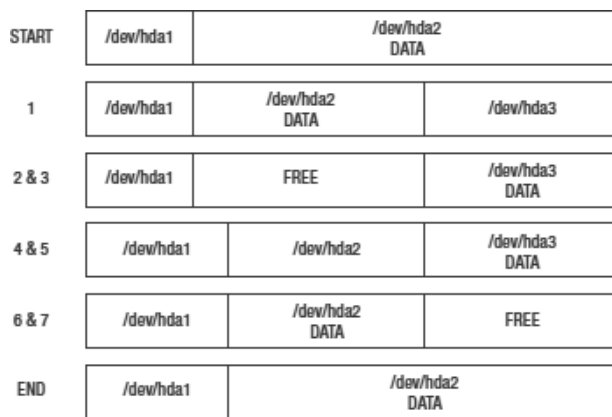 START
/dev/hda1
/dev/hda2
DATA
1
/dev/hda1
/dev/hda2
DATA
/dev/hda3
2 & 3
/dev/hda1
FREE
/dev/hda3
DATA
4 & 5
/dev/hda1
/dev/hda2
/dev/hda3
DATA
6 & 7
/dev/hda1
/dev/hda2
DATA
FREE
END
/dev/hda1
/dev/hda2
DATA